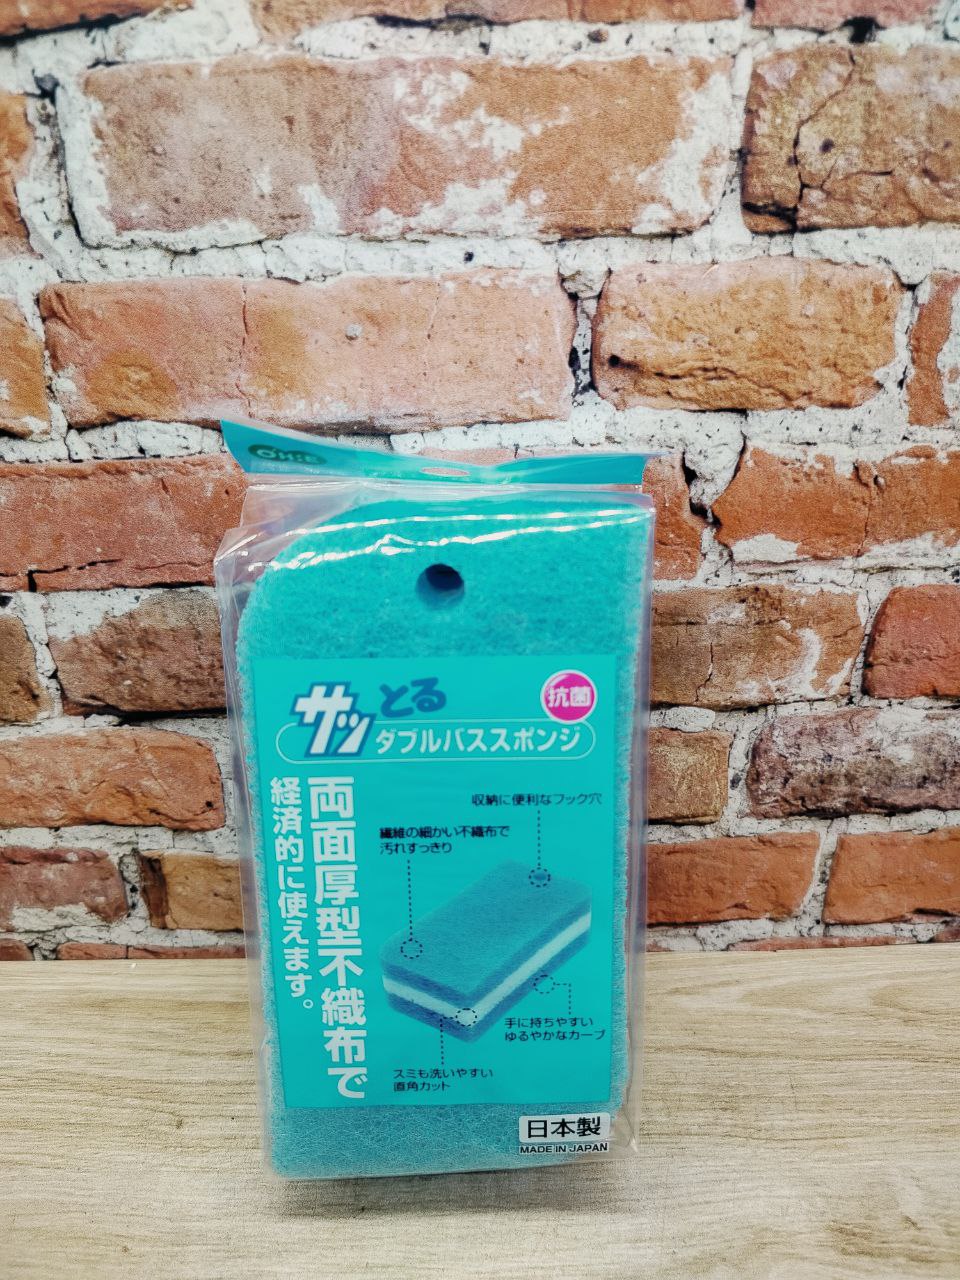 OH:E
サッとる
抗菌
ダブルバススポンジ
両面厚型不織布で
経済的に使えます。
収納に便利なフック穴
繊維の細かい不織布で
汚れすっきり
手に持ちやすい
ゆるやかなカーブ
スミも洗いやすい
直角カット
日本製
MADE IN JAPAN